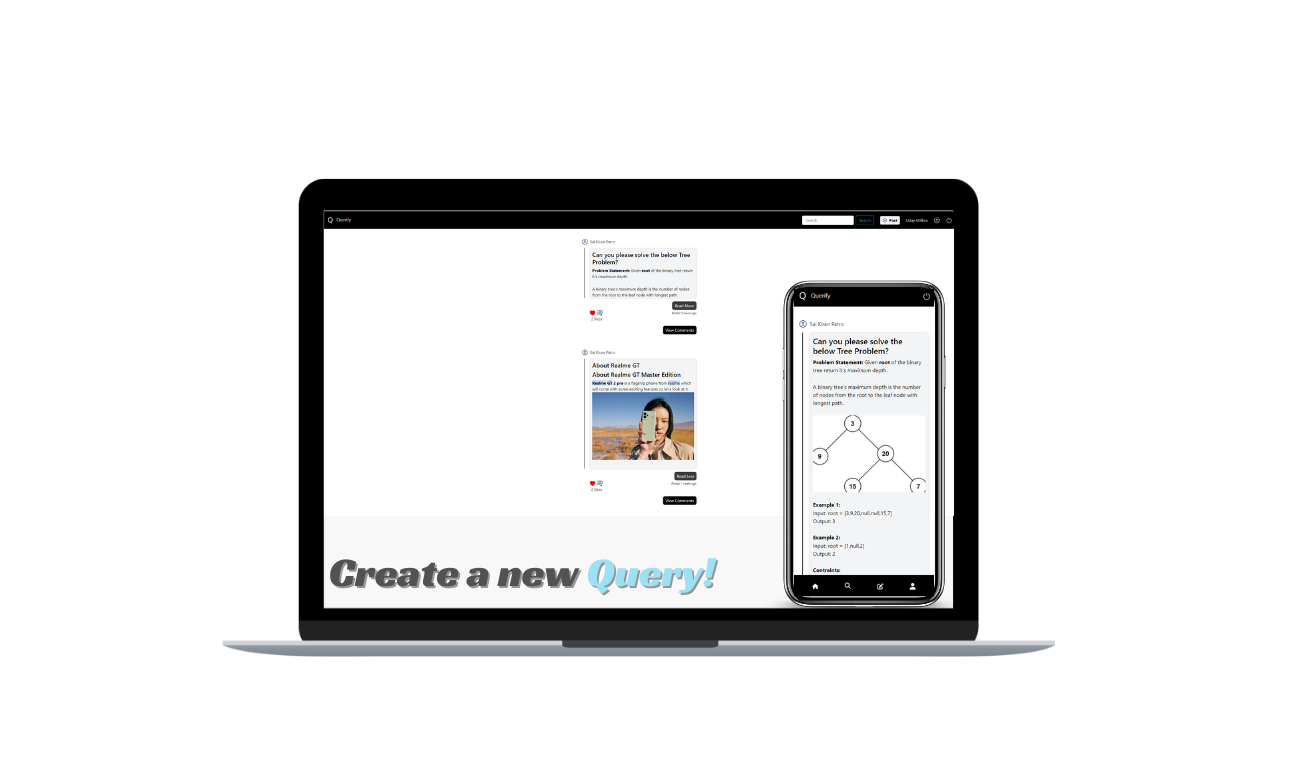 Querify
Search
Post
Uday Mithra
Sai Kiran Patro
Can you please solve the below Tree
Problem?
Problem Statement: Given root of the binary tree return
it's maximum depth.
A binary tree's maximum depth is the number of nodes
from the root to the leaf node with longest path.
Read More
2 likes
View Comments
Sai Kiran Patro
About Realme GT
About Realme GT Master Edition
Realme GT 2 pro is a flagship phone from realme which
will come with some exciting features so let's look at it
Read Less
2 likes
Posted 1 week ago
View Comments
Create a new Query!
Querify
Sai Kiran Patro
Can you please solve the
below Tree Problem?
Problem Statement: Given root of the binary
tree return it's maximum depth.
A binary tree's maximum depth is the number
of nodes from the root to the leaf node with
longest path.
3
9
20
15
7
Example 1:
Input: root = [3,9,20,null,null,15,7]
Output: 3
Example 2:
Input: root = [1,null,2]
Output: 2
Contraints: